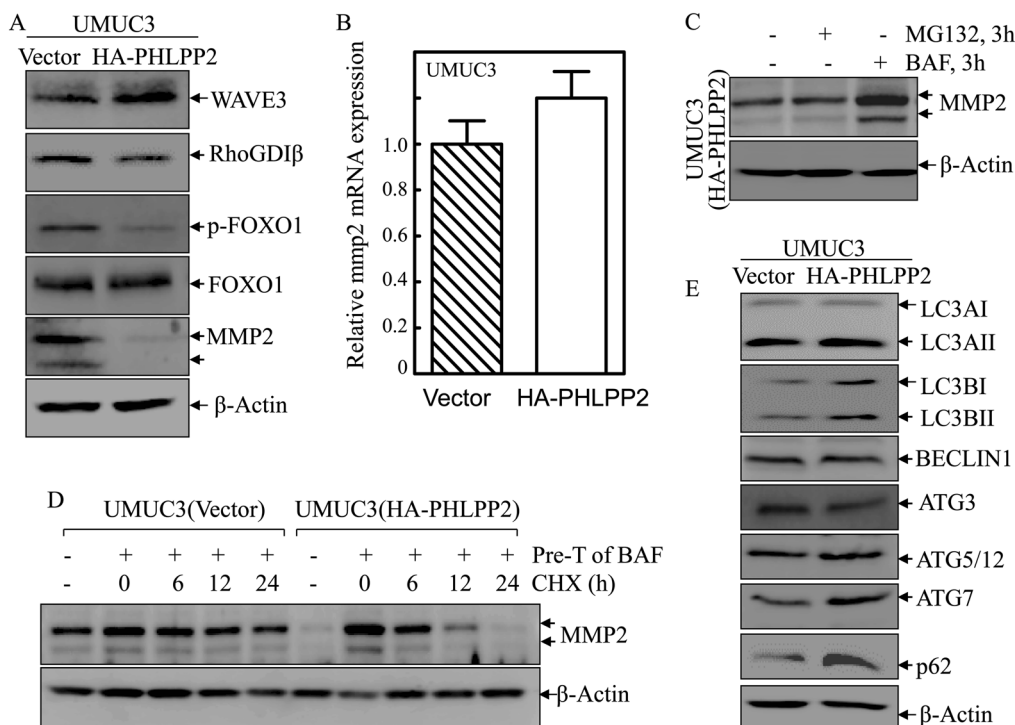 A
UMUC3
Vector HA-PHLPP2
WAVE3
RhoGDIβ
p-FOXO1
FOXO1
MMP2
β-Actin
B
Relative mmp2 mRNA expression
UMUC3
1.0
1.2
0.8
0.6
0.4
1.2
0
Vector HA-PHLPP2
C
- + - MG132, 3h
- - + BAF, 3h
UMUC3
(HA-PHLPP2)
MMP2
β-Actin
D
UMUC3(Vector) UMUC3(HA-PHLPP2)
- + + + + - + + + + Pre-T of BAF
- 0 6 12 24 - 0 6 12 24 CHX (h)
MMP2
β-Actin
E
UMUC3
Vector HA-PHLPP2
LC3AI
LC3AII
LC3BI
LC3BII
BECLIN1
ATG3
ATG5/12
ATG7
p62
β-Actin